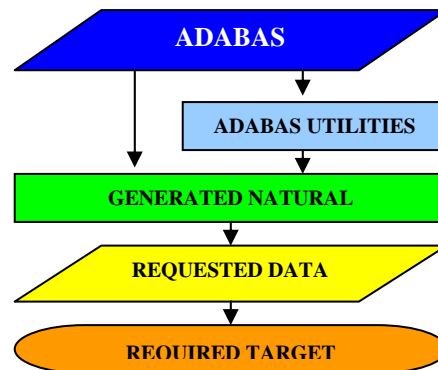 ADABAS
ADABAS UTILITIES
GENERATED NATURAL
REQUESTED DATA
REQUIRED TARGET